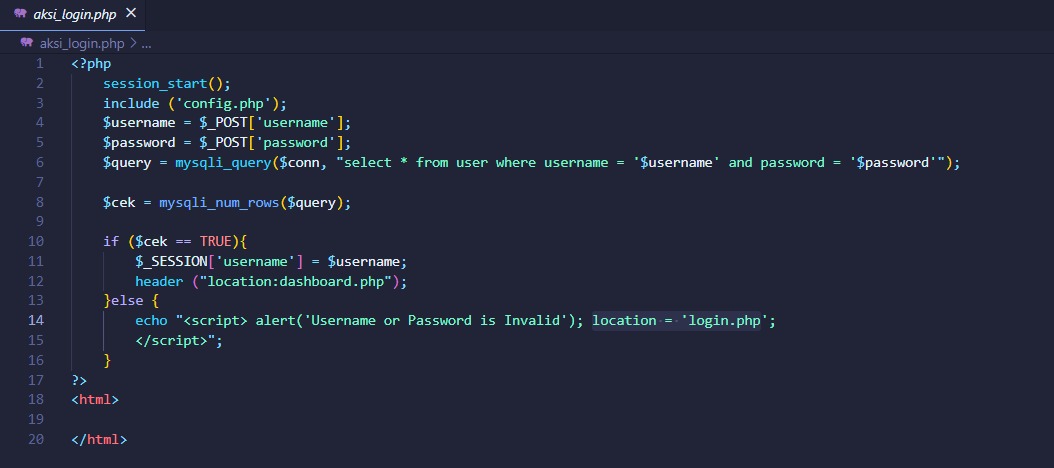 aksi_login.php ×
aksi_login.php > ...
1 <?php
2 session_start();
3 include ('config.php');
4 $username = $_POST['username'];
5 $password = $_POST['password'];
6 $query = mysqli_query($conn, "select * from user where username = '$username' and password = '$password'");
7
8 $cek = mysqli_num_rows($query);
9
10 if ($cek == TRUE){
11 $_SESSION['username'] = $username;
12 header ("location:dashboard.php");
13 }else {
14 echo "<script> alert('Username or Password is Invalid'); location = 'login.php';
15 </script>";
16 }
17 ?>
18 <html>
19
20 </html>